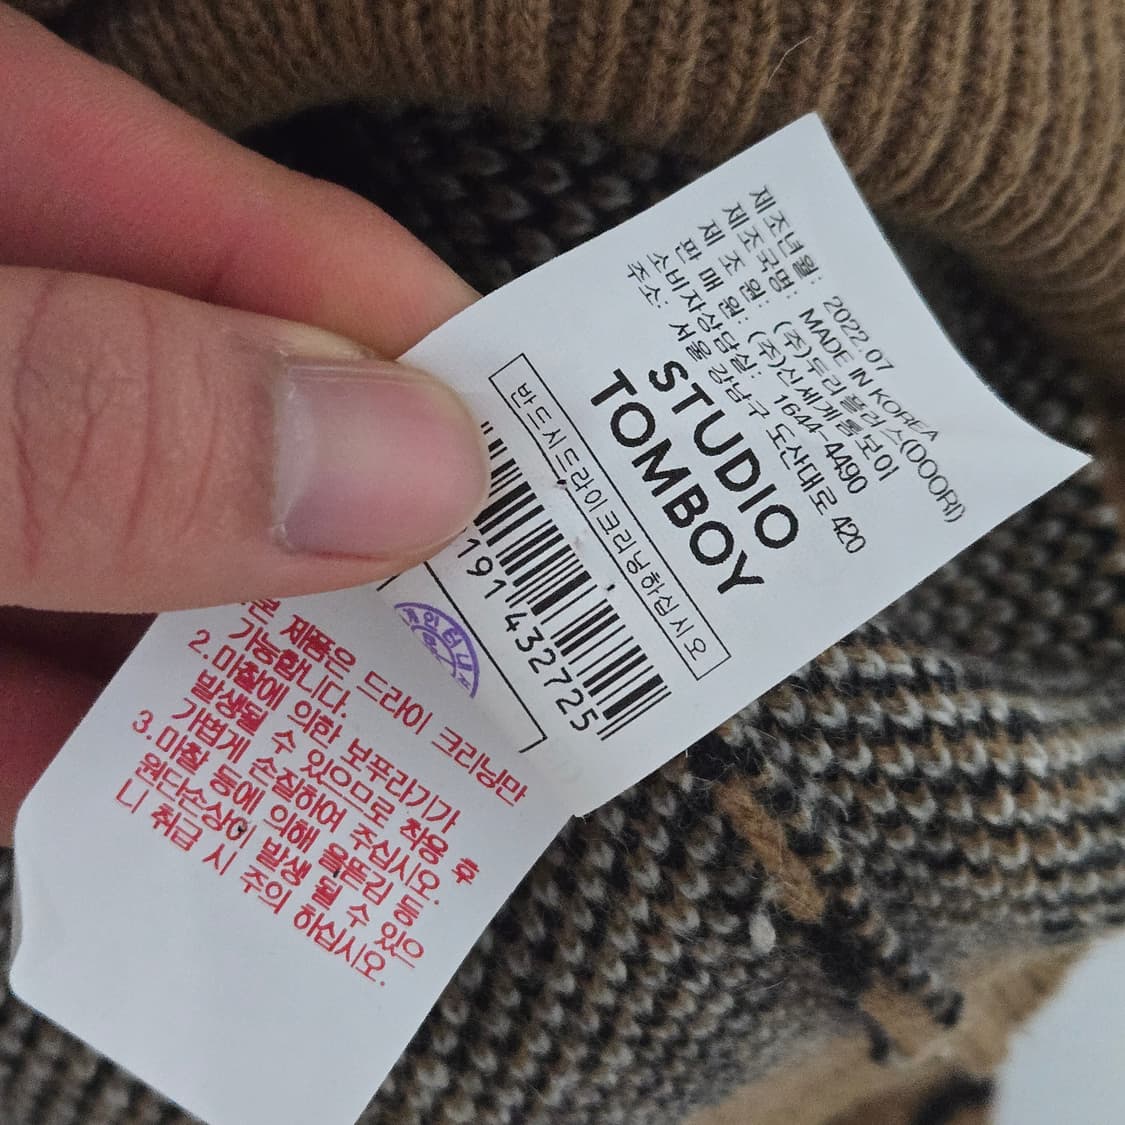 제조년월: 2022.07
제조국명: MADE IN KOREA
제 조 원: (주)두리플러스(DOORI)
판 매 원: (주)신세계톰보이
소비자상담실: 1644-4490
주소: 서울 강남구 도산대로 420
STUDIO
TOMBOY
반드시드라이크리닝하십시오
191432725
본 제품은 드라이 크리닝만
가능합니다.
2.마찰에 의한 보푸라기가
발생될 수 있으므로 착용 후
가볍게 손질하여 주십시오.
3.마찰 등에 의해 올뜯김 등
원단손상이 발생 될 수 있으
니 취급 시 주의 하십시오.